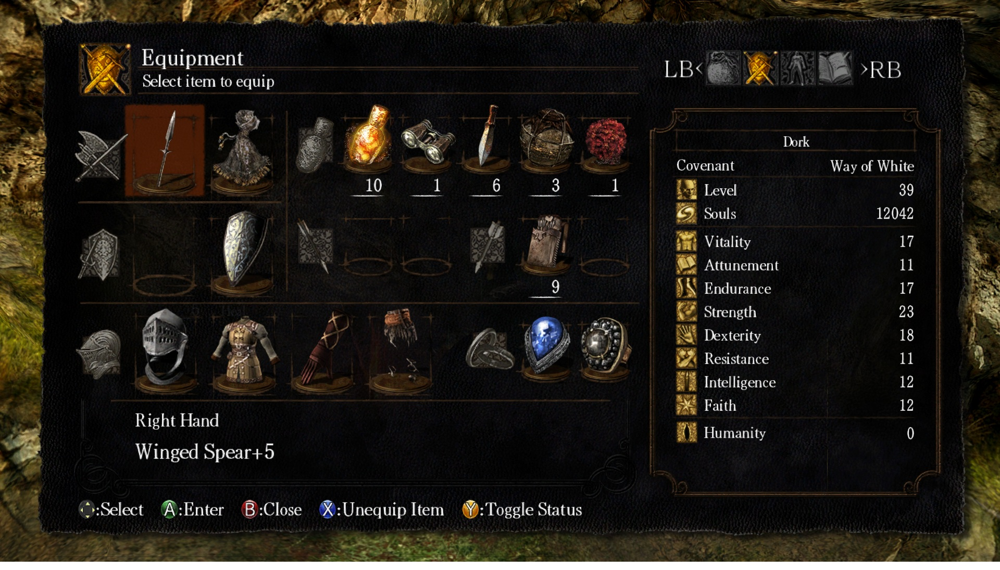 Equipment
Select item to equip
LB< >RB
10 1 6 3 1
9
Right Hand
Winged Spear+5
:Select A:Enter B:Close X:Unequip Item Y:Toggle Status
Dork
Covenant Way of White
Level 39
Souls 12042
Vitality 17
Attunement 11
Endurance 17
Strength 23
Dexterity 18
Resistance 11
Intelligence 12
Faith 12
Humanity 0